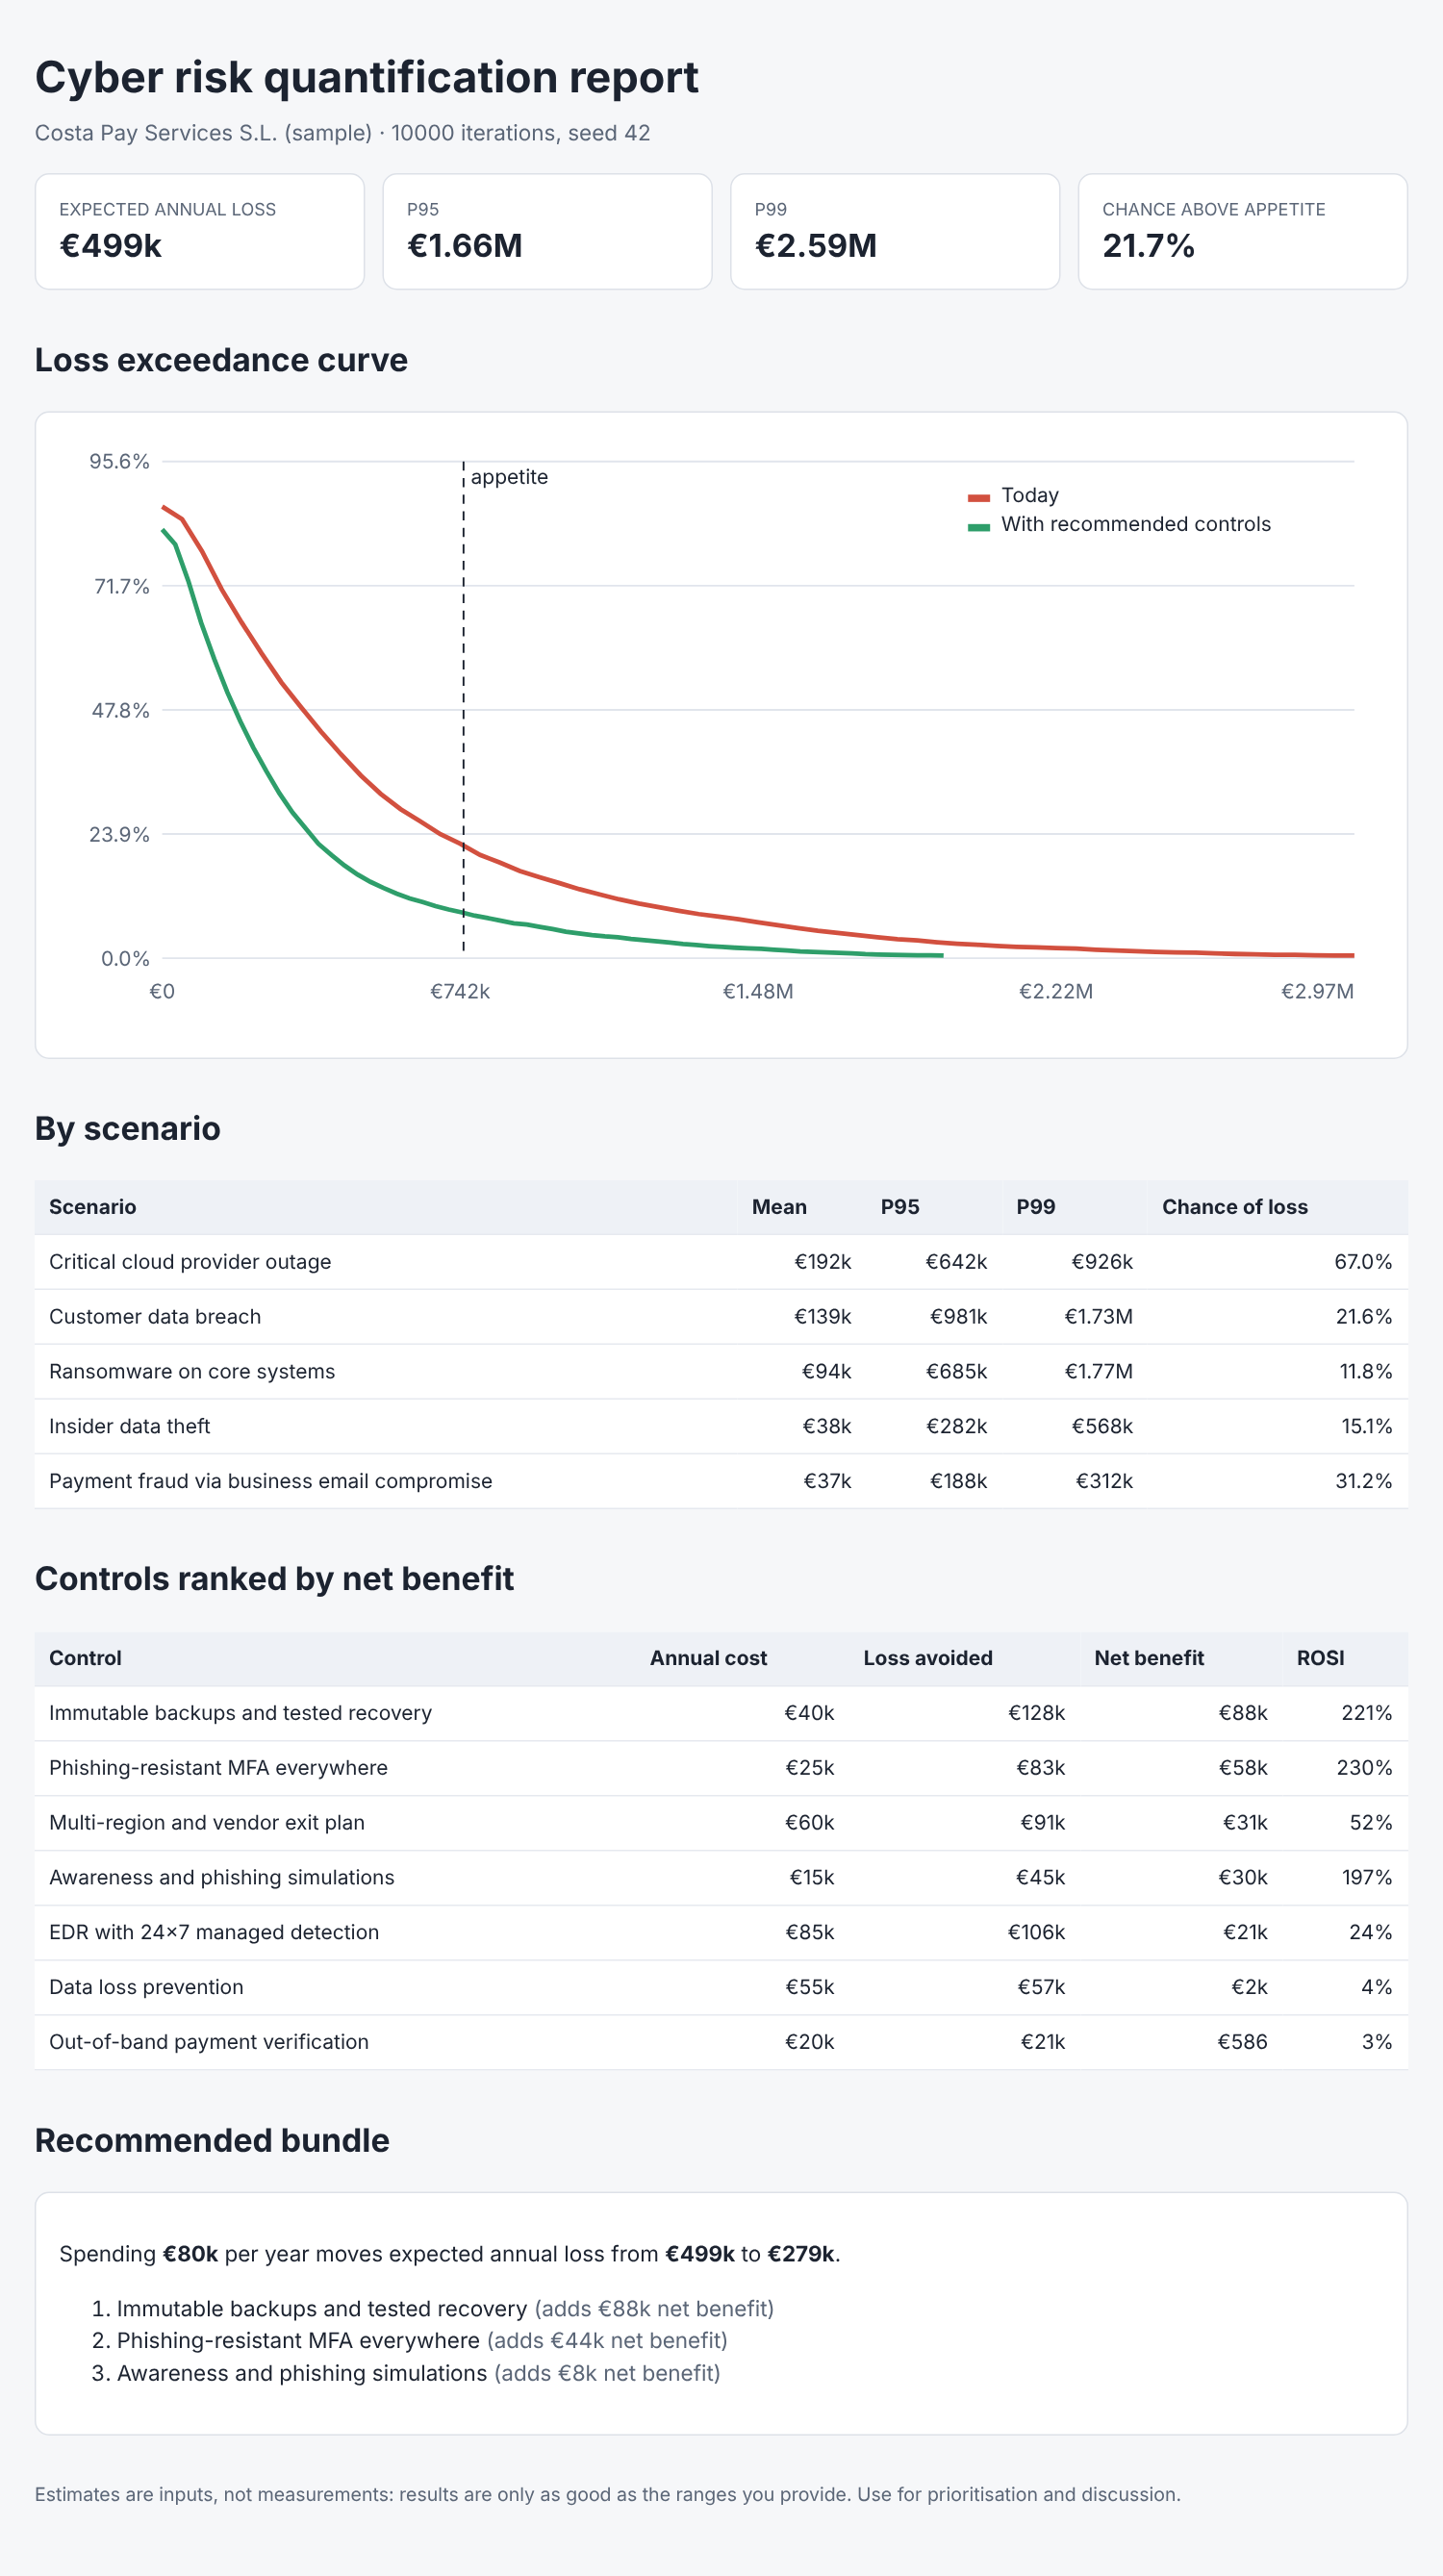 Cyber risk quantification report
Costa Pay Services S.L. (sample) · 10000 iterations, seed 42
EXPECTED ANNUAL LOSS
€499k
P95
€1.66M
P99
€2.59M
CHANCE ABOVE APPETITE
21.7%
Loss exceedance curve
95.6%
71.7%
47.8%
23.9%
0.0%
appetite
Today
With recommended controls
€0 €742k €1.48M €2.22M €2.97M
By scenario
Scenario Mean P95 P99 Chance of loss
Critical cloud provider outage €192k €642k €926k 67.0%
Customer data breach €139k €981k €1.73M 21.6%
Ransomware on core systems €94k €685k €1.77M 11.8%
Insider data theft €38k €282k €568k 15.1%
Payment fraud via business email compromise €37k €188k €312k 31.2%
Controls ranked by net benefit
Control Annual cost Loss avoided Net benefit ROSI
Immutable backups and tested recovery €40k €128k €88k 221%
Phishing-resistant MFA everywhere €25k €83k €58k 230%
Multi-region and vendor exit plan €60k €91k €31k 52%
Awareness and phishing simulations €15k €45k €30k 197%
EDR with 24×7 managed detection €85k €106k €21k 24%
Data loss prevention €55k €57k €2k 4%
Out-of-band payment verification €20k €21k €586 3%
Recommended bundle
Spending €80k per year moves expected annual loss from €499k to €279k.
1. Immutable backups and tested recovery (adds €88k net benefit)
2. Phishing-resistant MFA everywhere (adds €44k net benefit)
3. Awareness and phishing simulations (adds €8k net benefit)
Estimates are inputs, not measurements: results are only as good as the ranges you provide. Use for prioritisation and discussion.